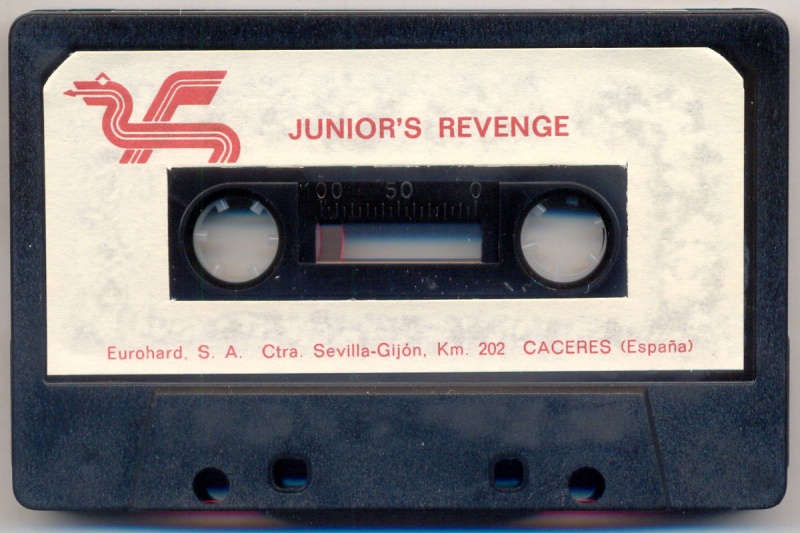 JUNIOR'S REVENGE
100 50 0
Eurohard, S. A. Ctra. Sevilla-Gijón, Km. 202 CACERES (España)